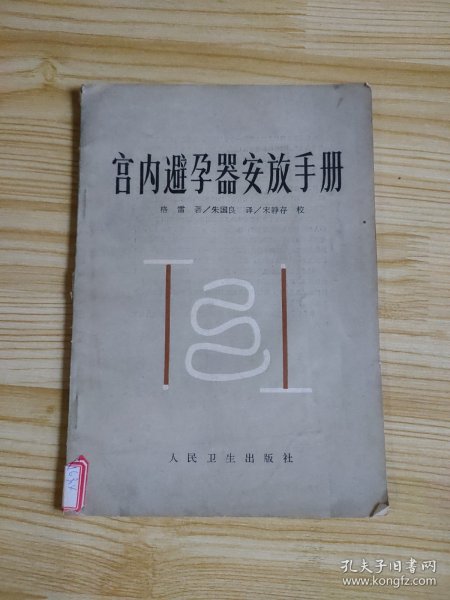 宫内避孕器安放手册
格雷 著/朱国良 译/宋静存 校
人民卫生出版社
孔夫子旧书网
www.kongfz.com